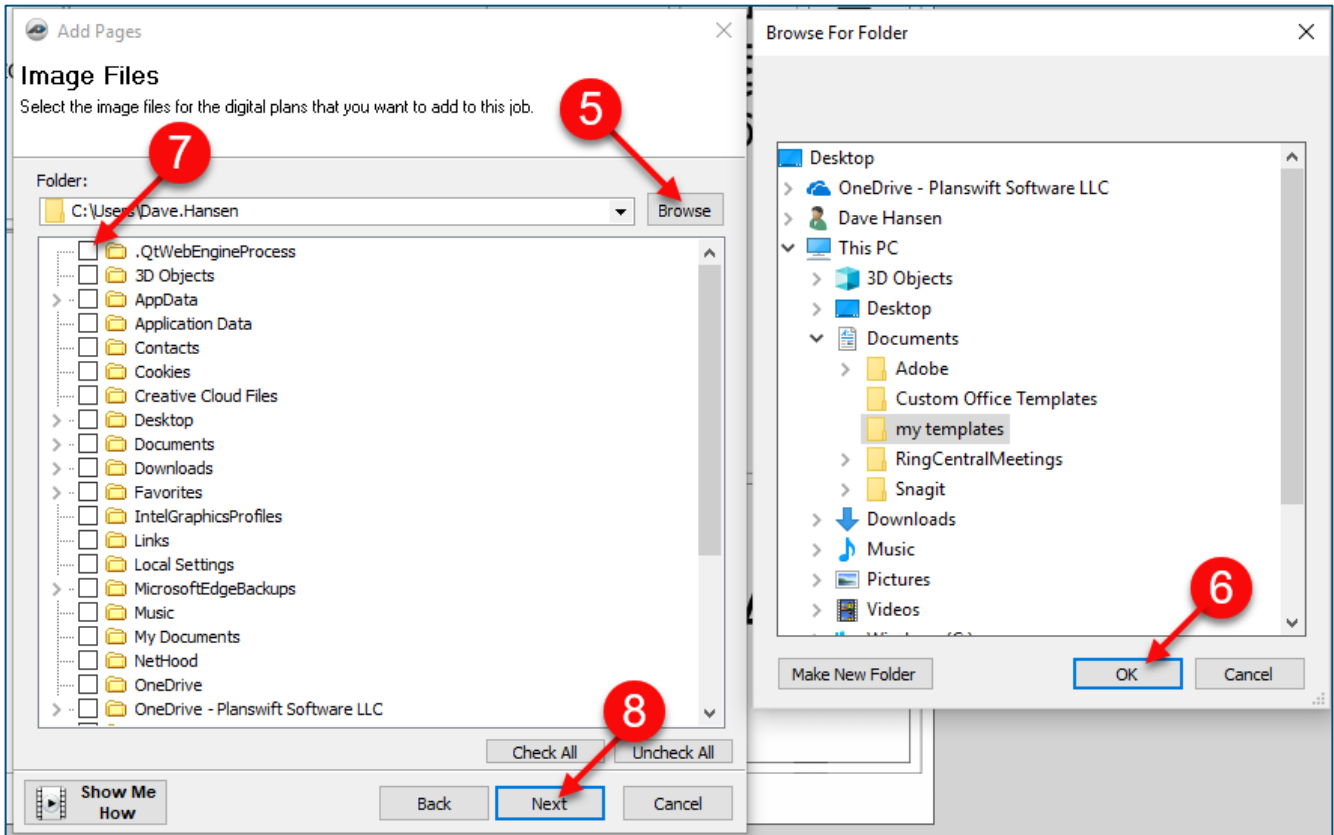 Add Pages
Image Files
Select the image files for the digital plans that you want to add to this job.
5
7
Folder:
C:\Users\Dave.Hansen
Browse
.QtWebEngineProcess
3D Objects
AppData
Application Data
Contacts
Cookies
Creative Cloud Files
Desktop
Documents
Downloads
Favorites
IntelGraphicsProfiles
Links
Local Settings
MicrosoftEdgeBackups
Music
My Documents
NetHood
OneDrive
OneDrive - Planswift Software LLC
8
Check All
Uncheck All
Show Me
How
Back
Next
Cancel
Browse For Folder
Desktop
OneDrive - Planswift Software LLC
Dave Hansen
This PC
3D Objects
Desktop
Documents
Adobe
Custom Office Templates
my templates
RingCentralMeetings
Snagit
Downloads
Music
Pictures
Videos
6
Make New Folder
OK
Cancel